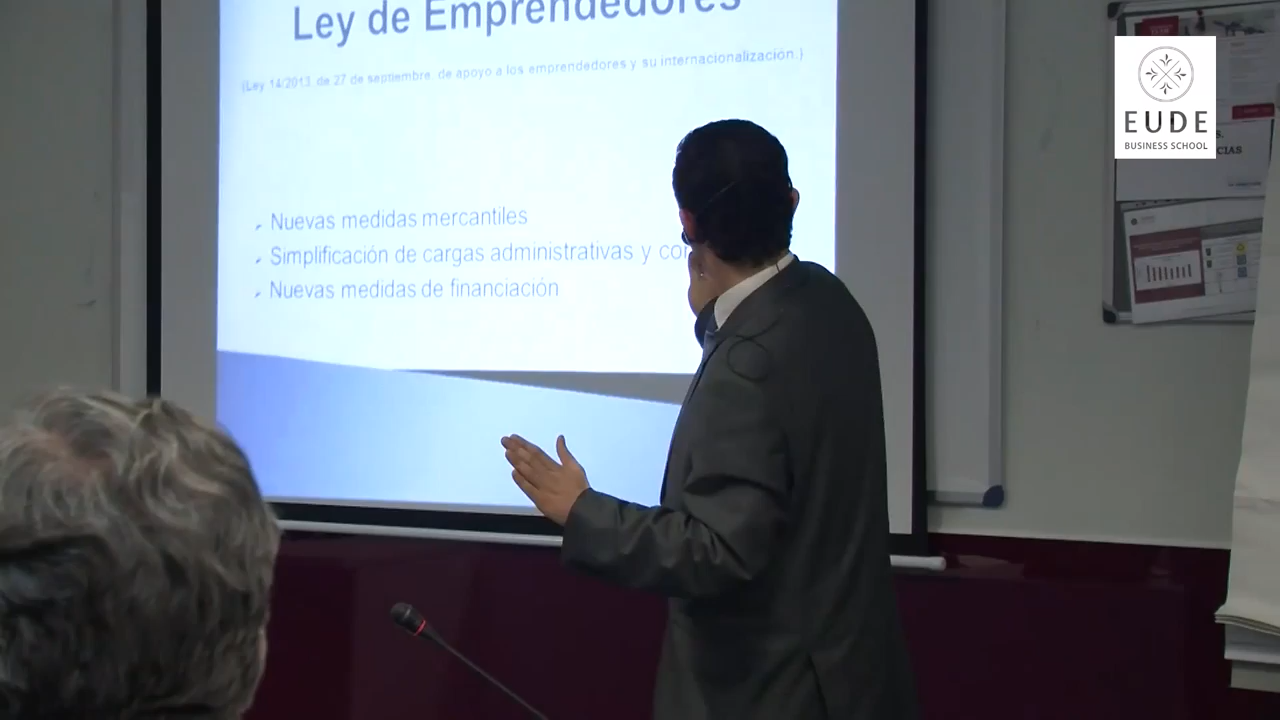 Ley de Emprendedores
(Ley 14/2013, de 27 de septiembre, de apoyo a los emprendedores y su internacionalización.)
Nuevas medidas mercantiles
Simplificación de cargas administrativas y
Nuevas medidas de financiación
EUDE
BUSINESS SCHOOL
CIAS